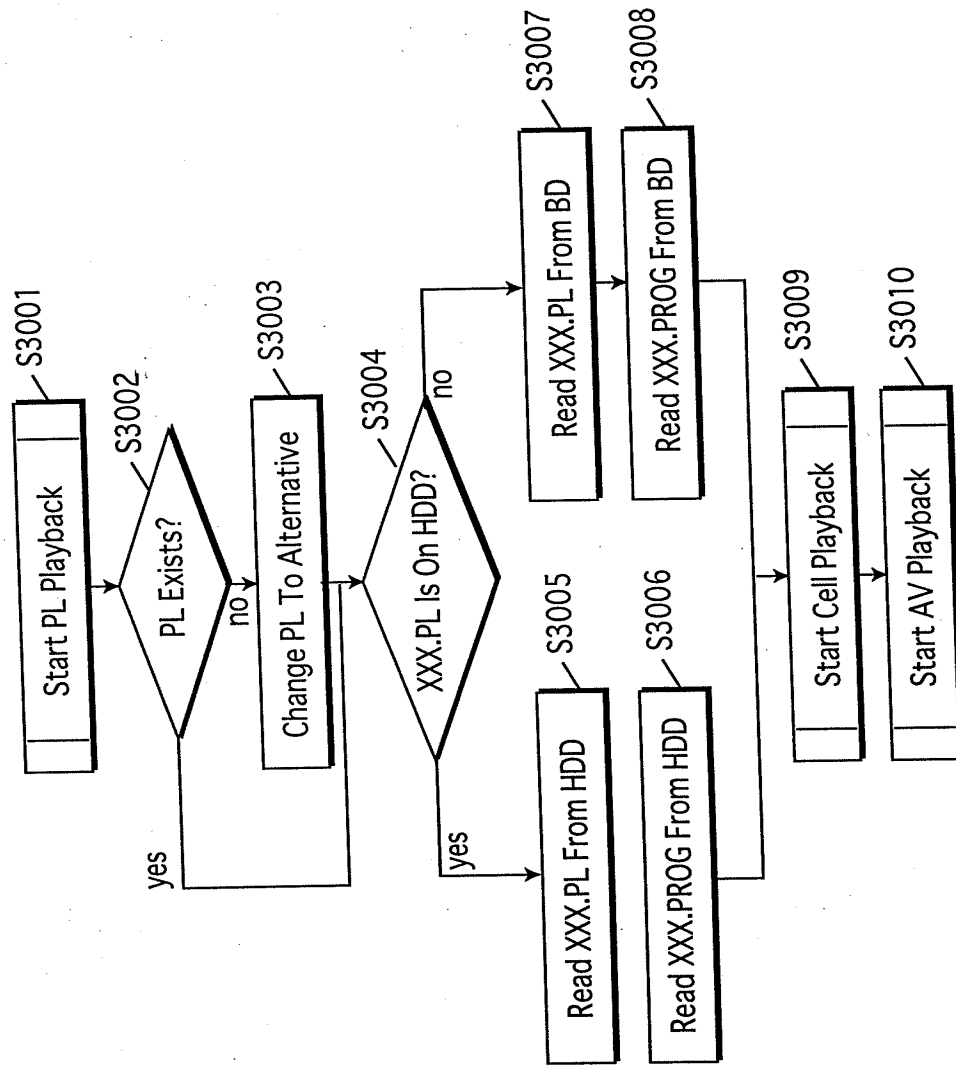 Start PL Playback
S3001
PL Exists?
S3002
yes
no
Change PL To Alternative
S3003
XXX.PL Is On HDD?
S3004
yes
no
Read XXX.PL From HDD
S3005
Read XXX.PROG From HDD
S3006
Read XXX.PL From BD
S3007
Read XXX.PROG From BD
S3008
Start Cell Playback
S3009
Start AV Playback
S3010